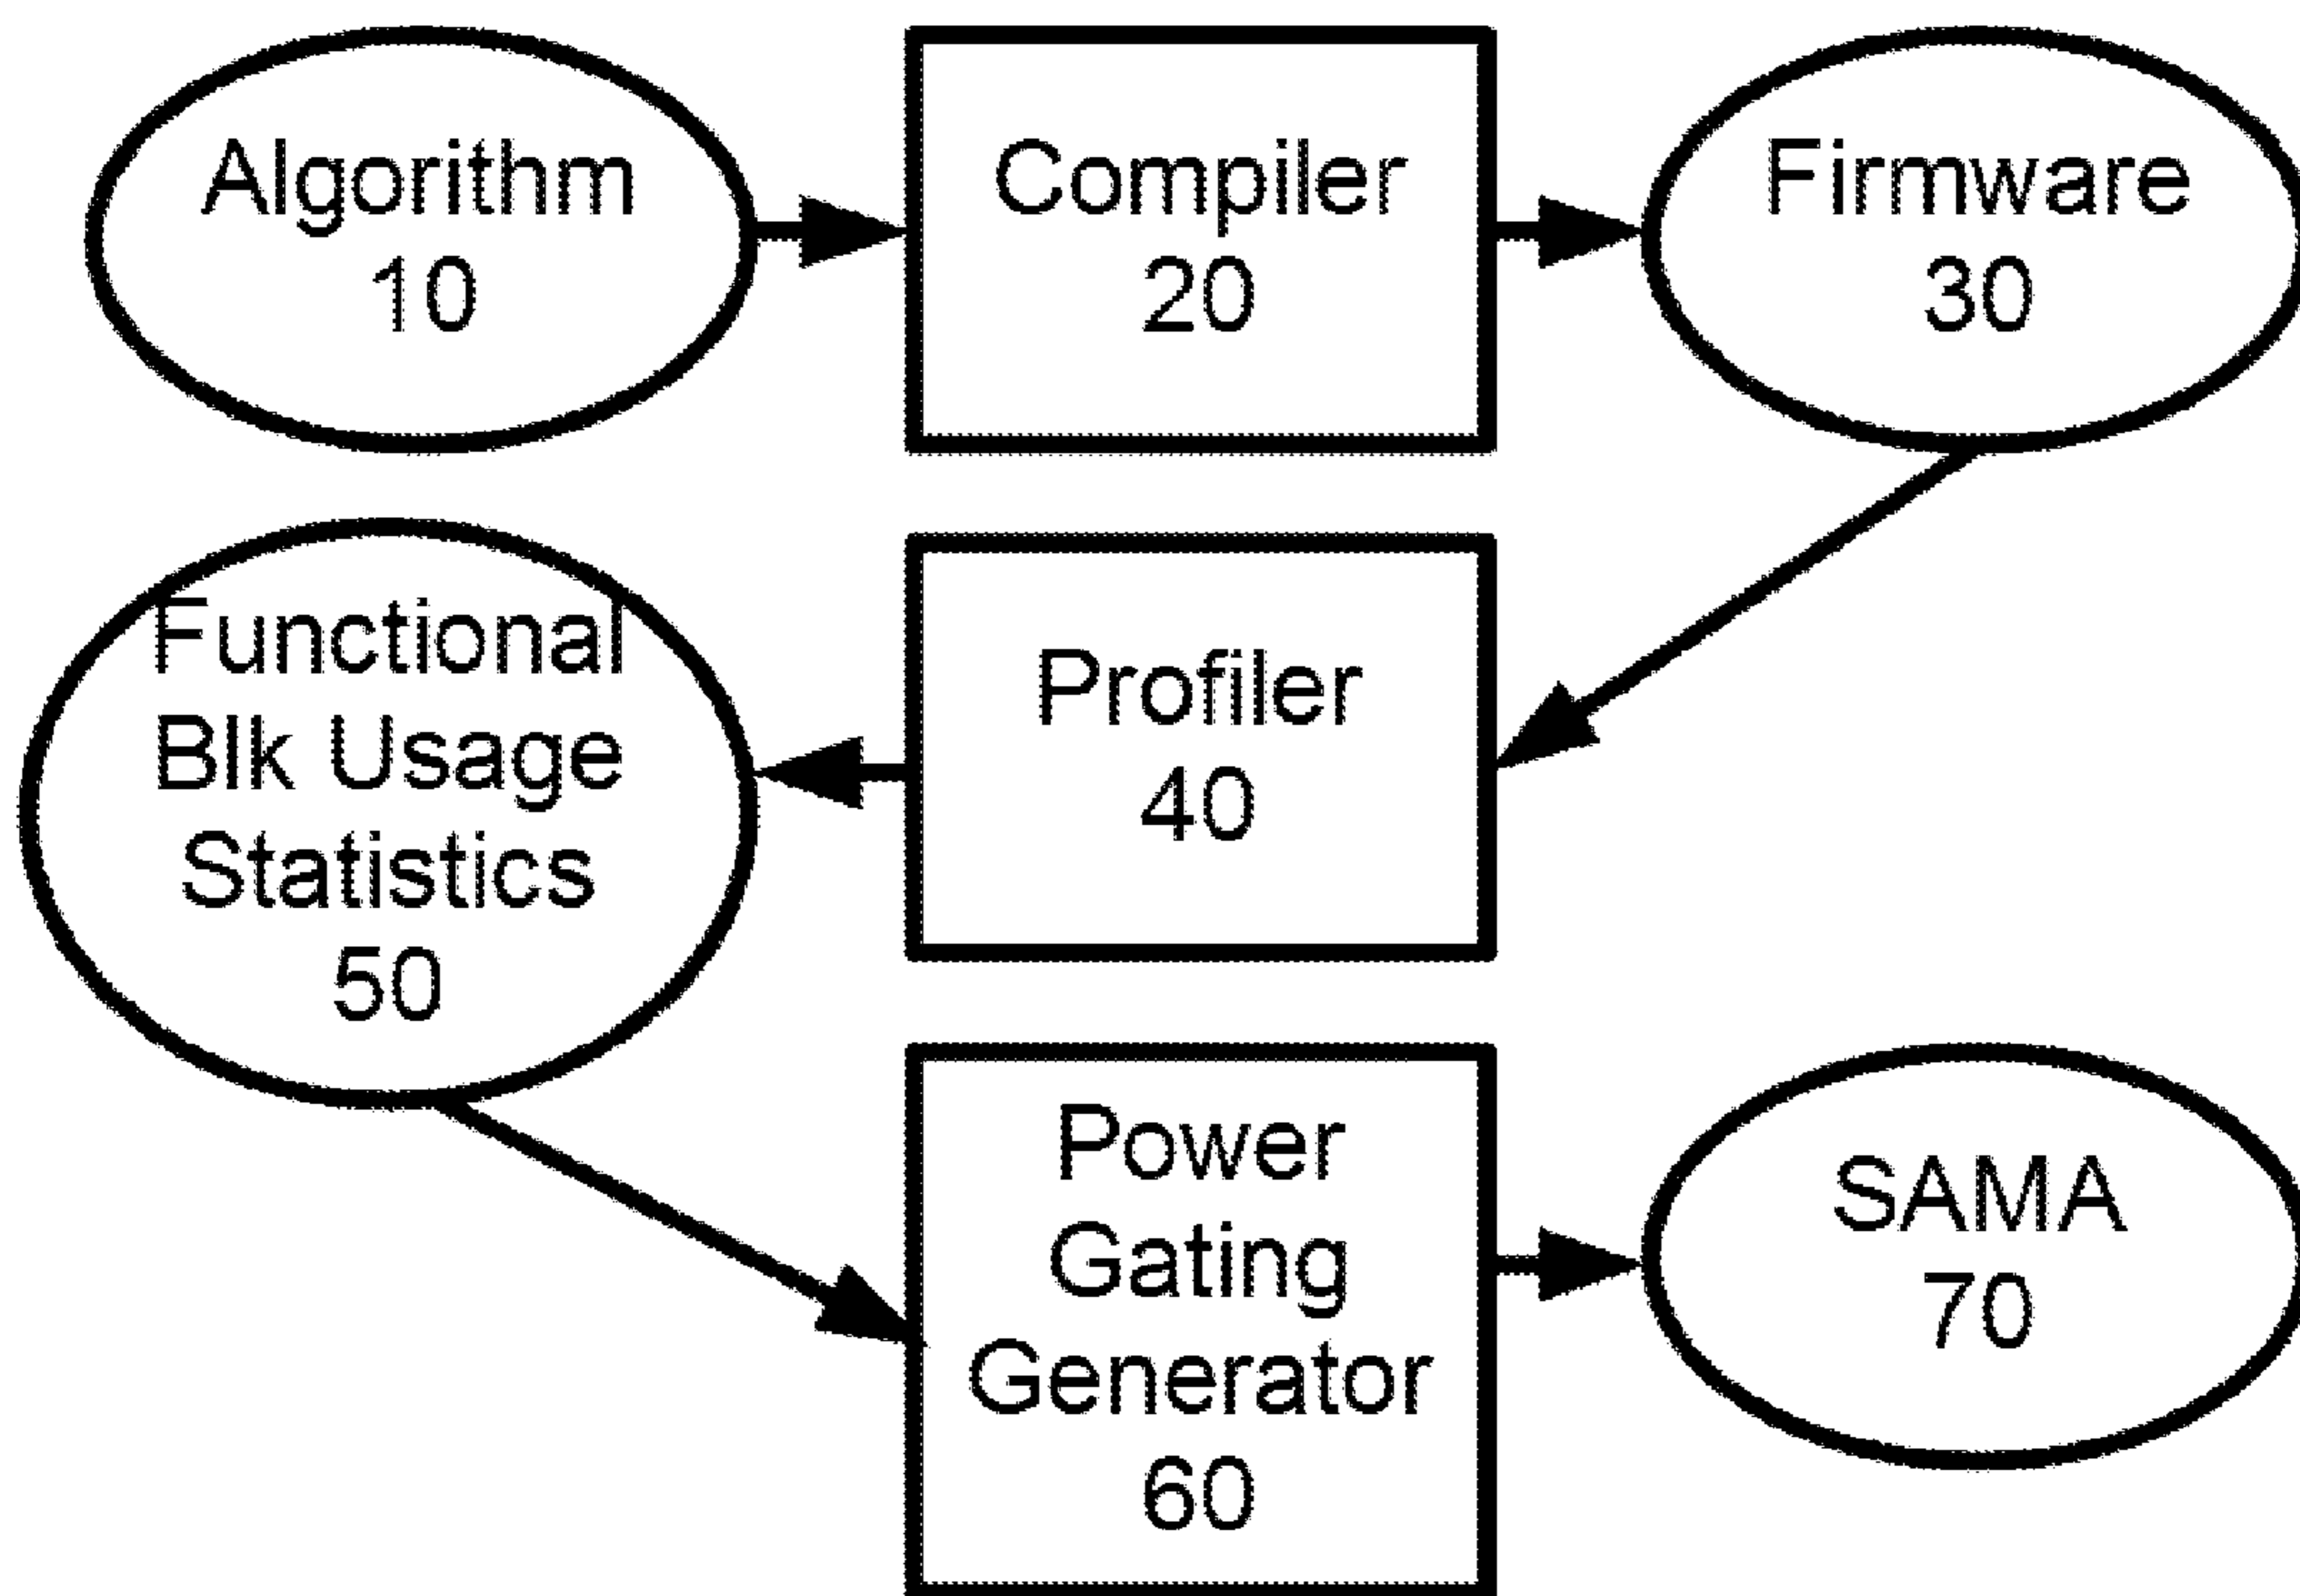 Algorithm
10
Compiler
20
Firmware
30
Functional
Blk Usage
Statistics
50
Profiler
40
Power
Gating
Generator
60
SAMA
70